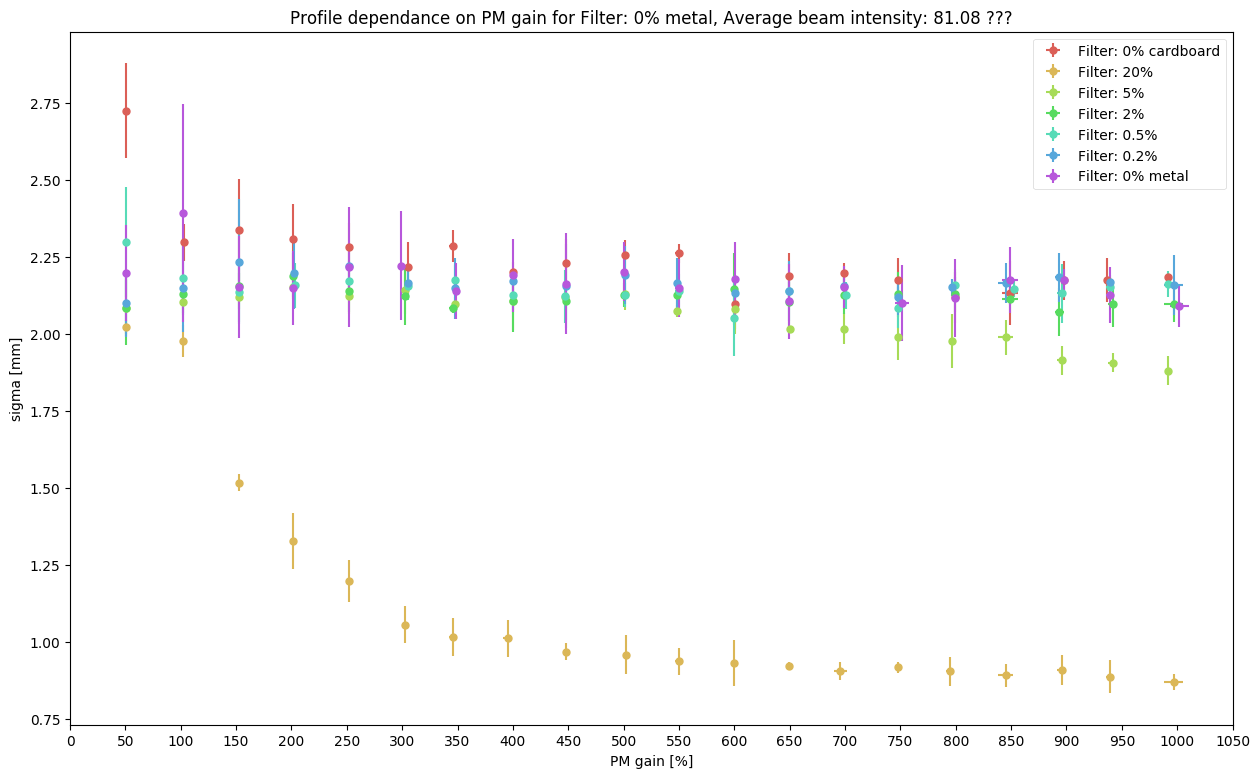 Profile dependance on PM gain for Filter: 0% metal, Average beam intensity: 81.08 ???
Filter: 0% cardboard
Filter: 20%
Filter: 5%
Filter: 2%
Filter: 0.5%
Filter: 0.2%
Filter: 0% metal
sigma [mm]
2.75
2.50
2.25
2.00
1.75
1.50
1.25
1.00
0.75
0 50 100 150 200 250 300 350 400 450 500 550 600 650 700 750 800 850 900 950 1000 1050
PM gain [%]